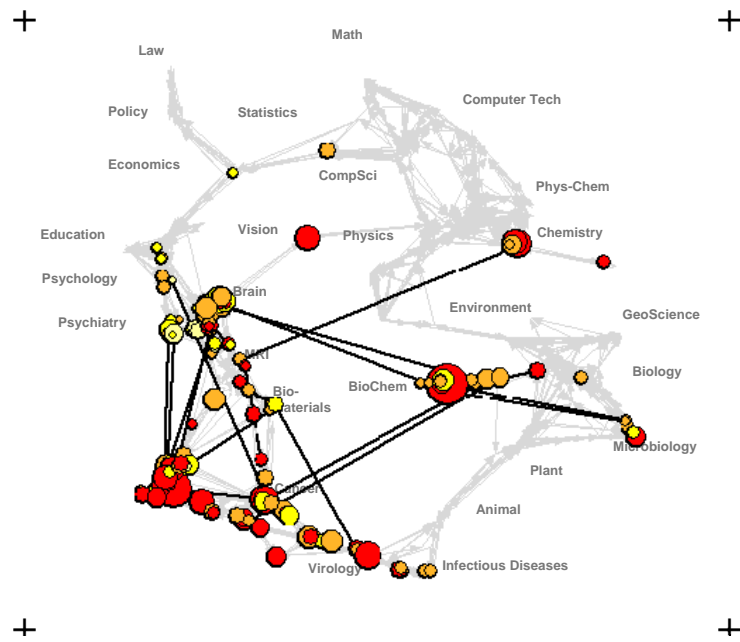 Math
Law
Computer Tech
Policy
Statistics
Economics
CompSci
Phys-Chem
Vision
Physics
Chemistry
Education
Psychology
Brain
Environment
GeoScience
Psychiatry
MRI
BioChem
Biology
Bio-
Materials
Microbiology
Plant
Cancer
Animal
Virology
Infectious Diseases